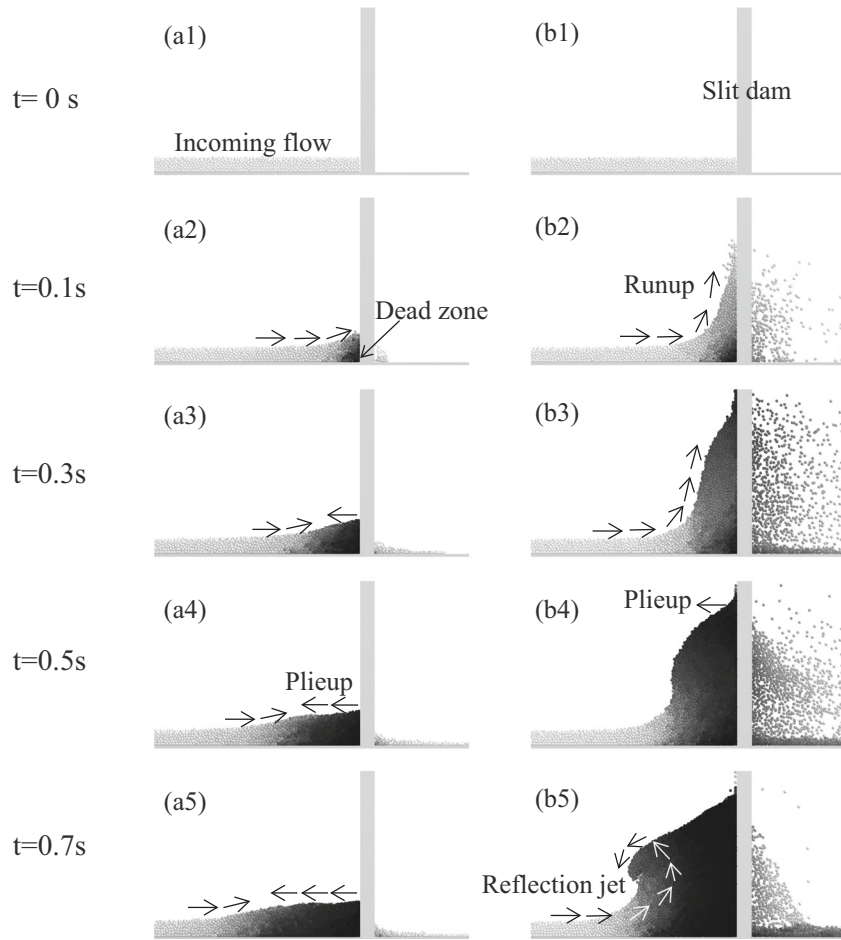 (a1)
(b1)
t= 0 s
Slit dam
Incoming flow
(a2)
(b2)
t=0.1s
Runup
Dead zone
(a3)
(b3)
t=0.3s
(a4)
(b4)
Plieup
t=0.5s
Plieup
(a5)
(b5)
t=0.7s
Reflection jet